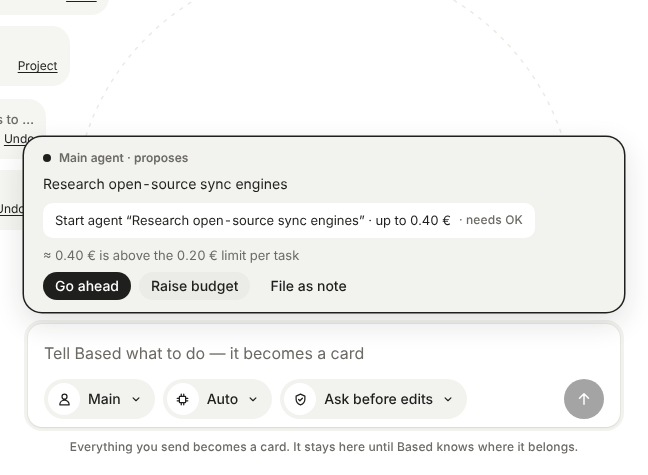 Project
s to ...
Undo
Undo
Main agent · proposes
Research open-source sync engines
Start agent “Research open-source sync engines” · up to 0.40 € · needs OK
≈ 0.40 € is above the 0.20 € limit per task
Go ahead Raise budget File as note
Tell Based what to do — it becomes a card
Main Auto Ask before edits
Everything you send becomes a card. It stays here until Based knows where it belongs.